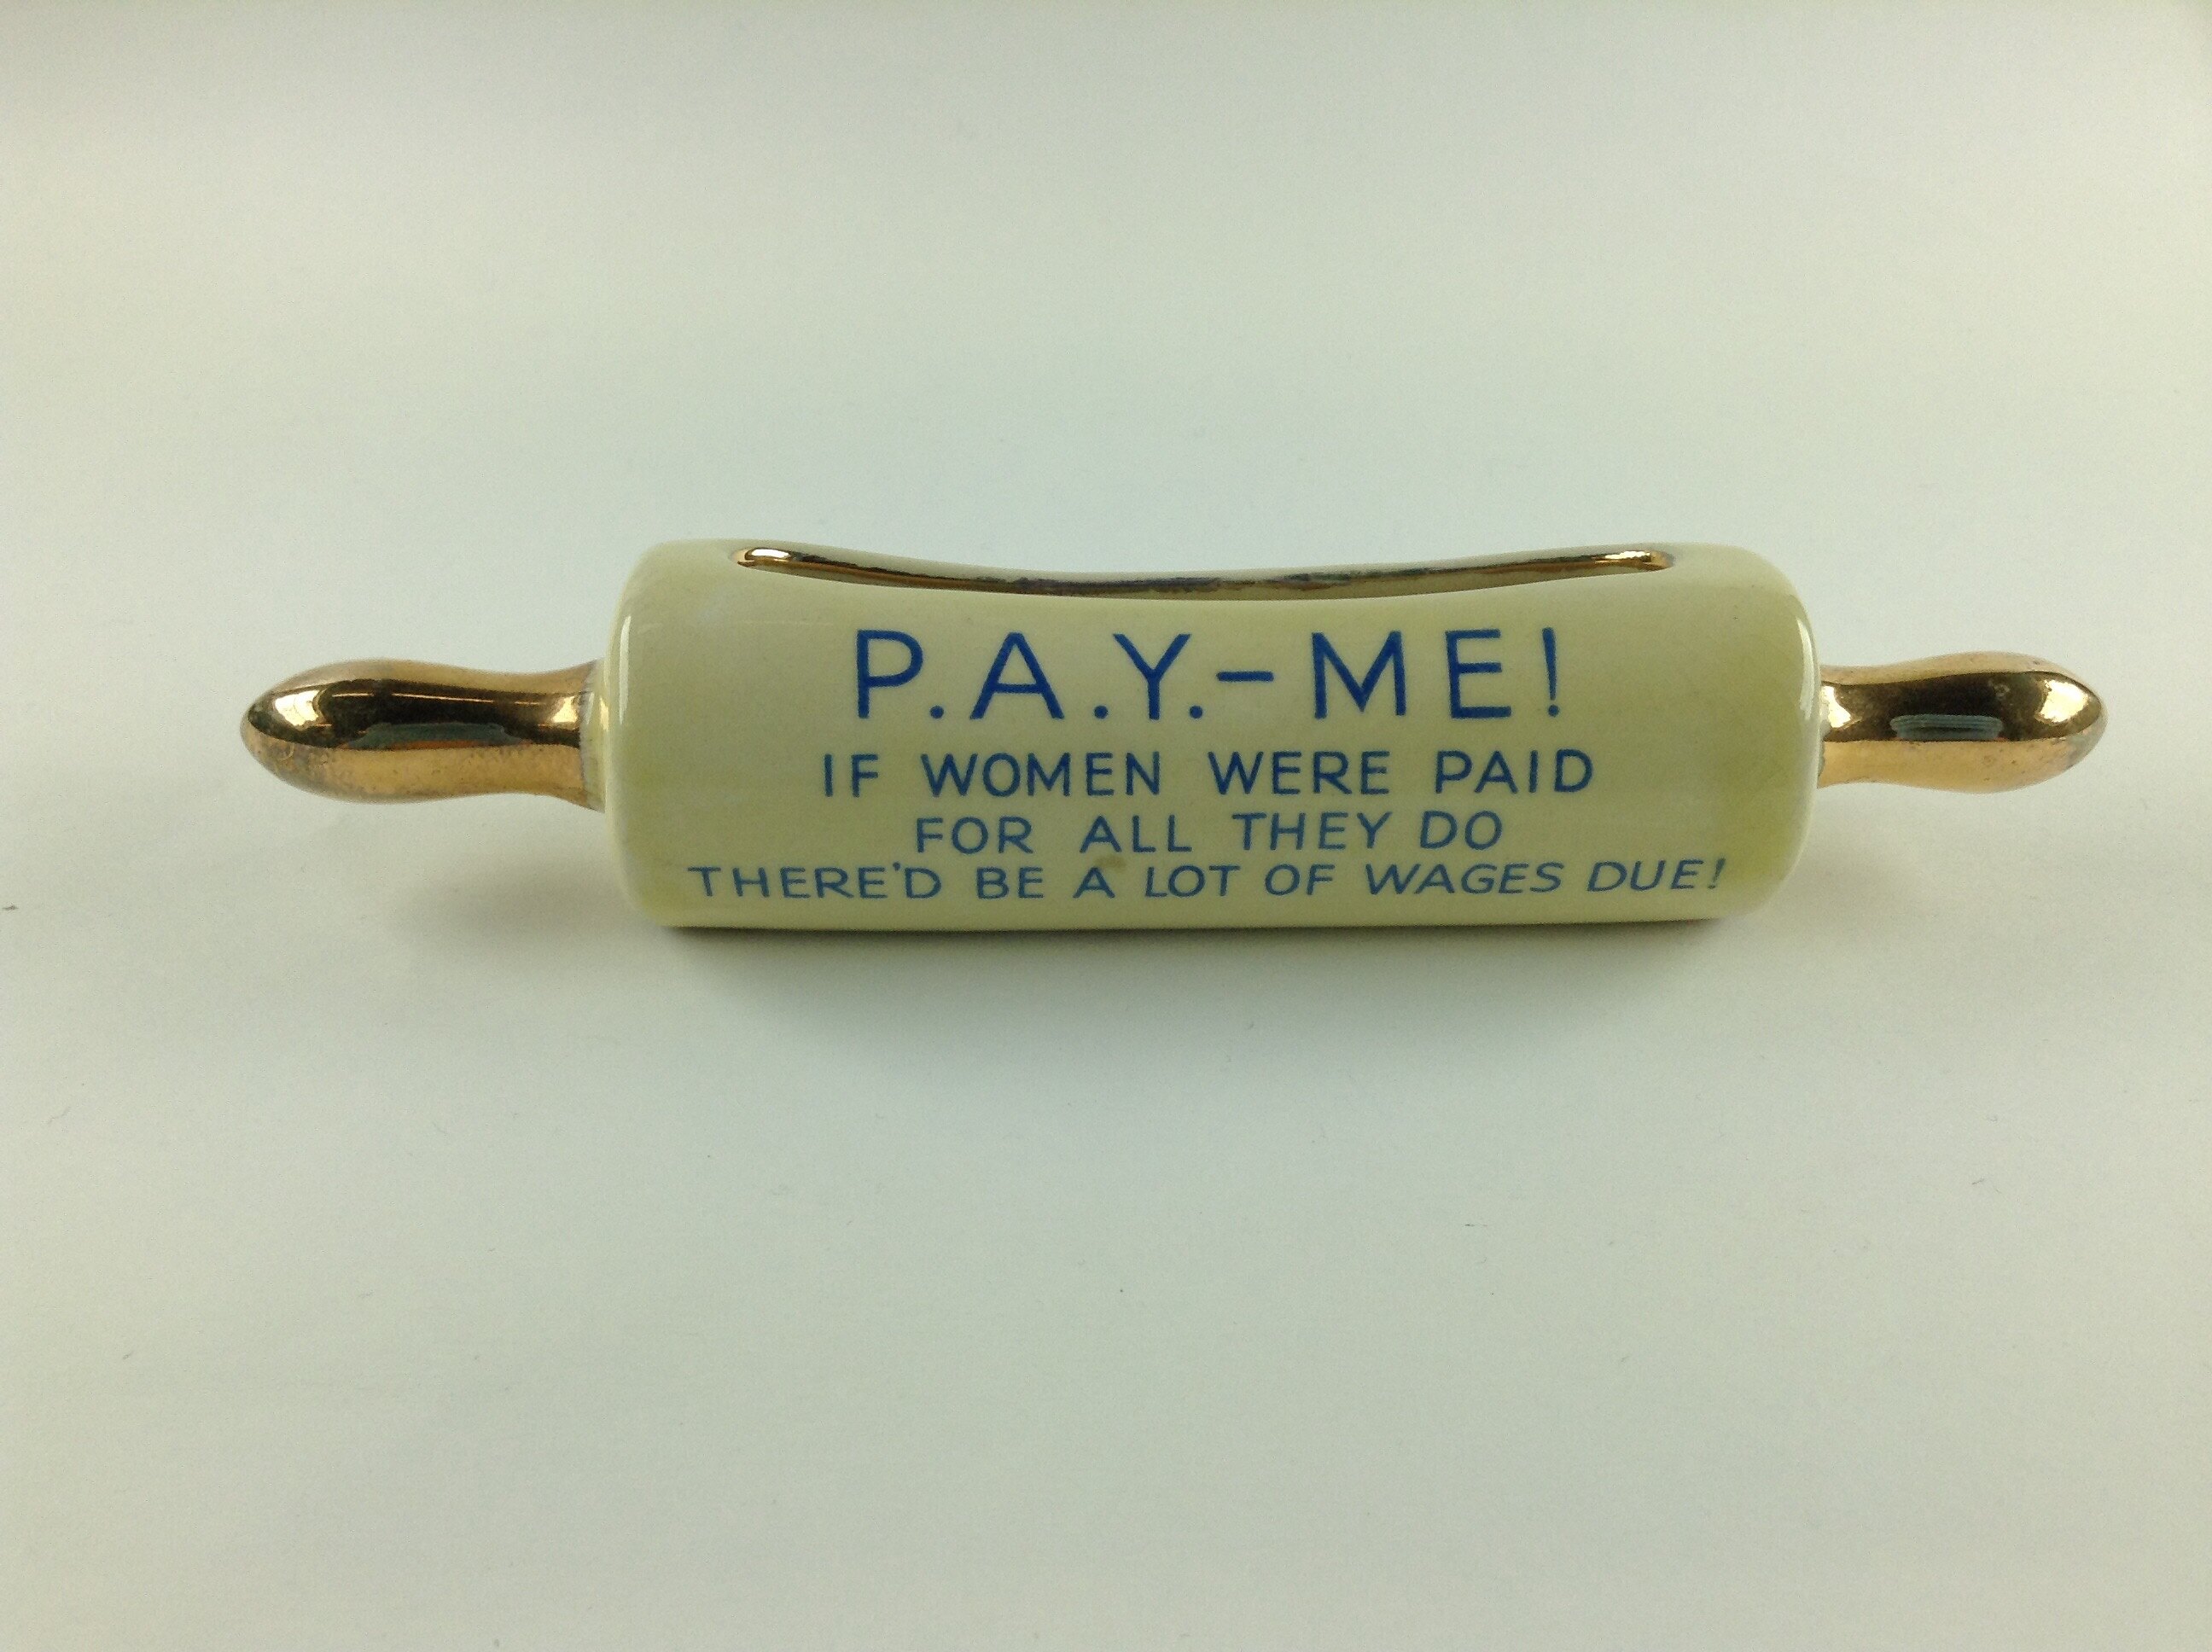 P.A.Y.-ME!
IF WOMEN WERE PAID
FOR ALL THEY DO
THERE'D BE A LOT OF WAGES DUE!